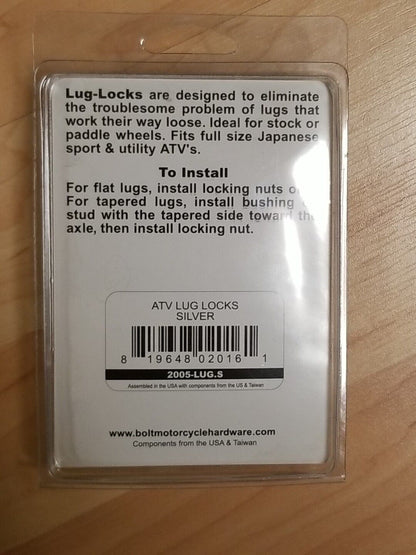 Lug-Locks are designed to eliminate
the troublesome problem of lugs that
work their way loose. Ideal for stock or
paddle wheels. Fits full size Japanese
sport & utility ATV's.
To Install
For flat lugs, install locking nuts
For tapered lugs, install bushing
stud with the tapered side toward the
axle, then install locking nut.
ATV LUG LOCKS
SILVER
8 19648 02016 1
2005-LUG.S
Assembled in the USA with components from the US & Taiwan
www.boltmotorcyclehardware.com
Components from the USA & Taiwan